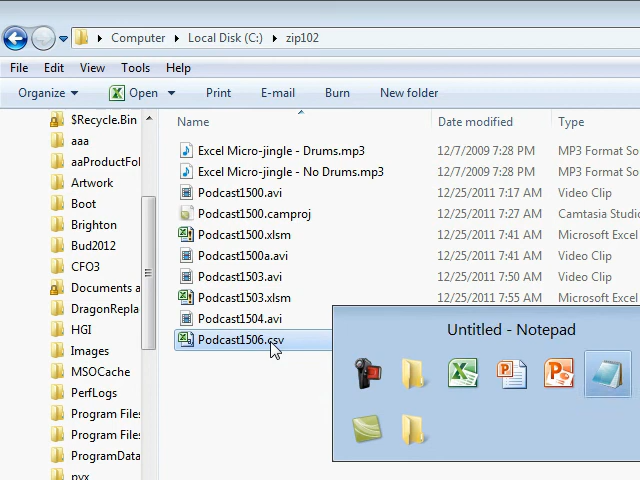 Computer Local Disk (C:) zip102
File Edit View Tools Help
Organize Open Print E-mail Burn New folder
$Recycle.Bin
aaa
aaProductFol
Artwork
Boot
Brighton
Bud2012
CFO3
Documents a
DragonRepla
HGI
Images
MSOCache
PerfLogs
Program Files
Program Files
ProgramData
pyx
Name Date modified Type
Excel Micro-jingle - Drums.mp3 12/7/2009 7:28 PM MP3 Format So
Excel Micro-jingle - No Drums.mp3 12/7/2009 7:28 PM MP3 Format So
Podcast1500.avi 12/25/2011 7:17 AM Video Clip
Podcast1500.camproj 12/25/2011 7:27 AM Camtasia Studi
Podcast1500.xlsm 12/25/2011 7:41 AM Microsoft Excel
Podcast1500a.avi 12/25/2011 7:41 AM Video Clip
Podcast1503.avi 12/25/2011 7:50 AM Video Clip
Podcast1503.xlsm 12/25/2011 7:55 AM Microsoft Excel
Podcast1504.avi
Podcast1506.csv
Untitled - Notepad